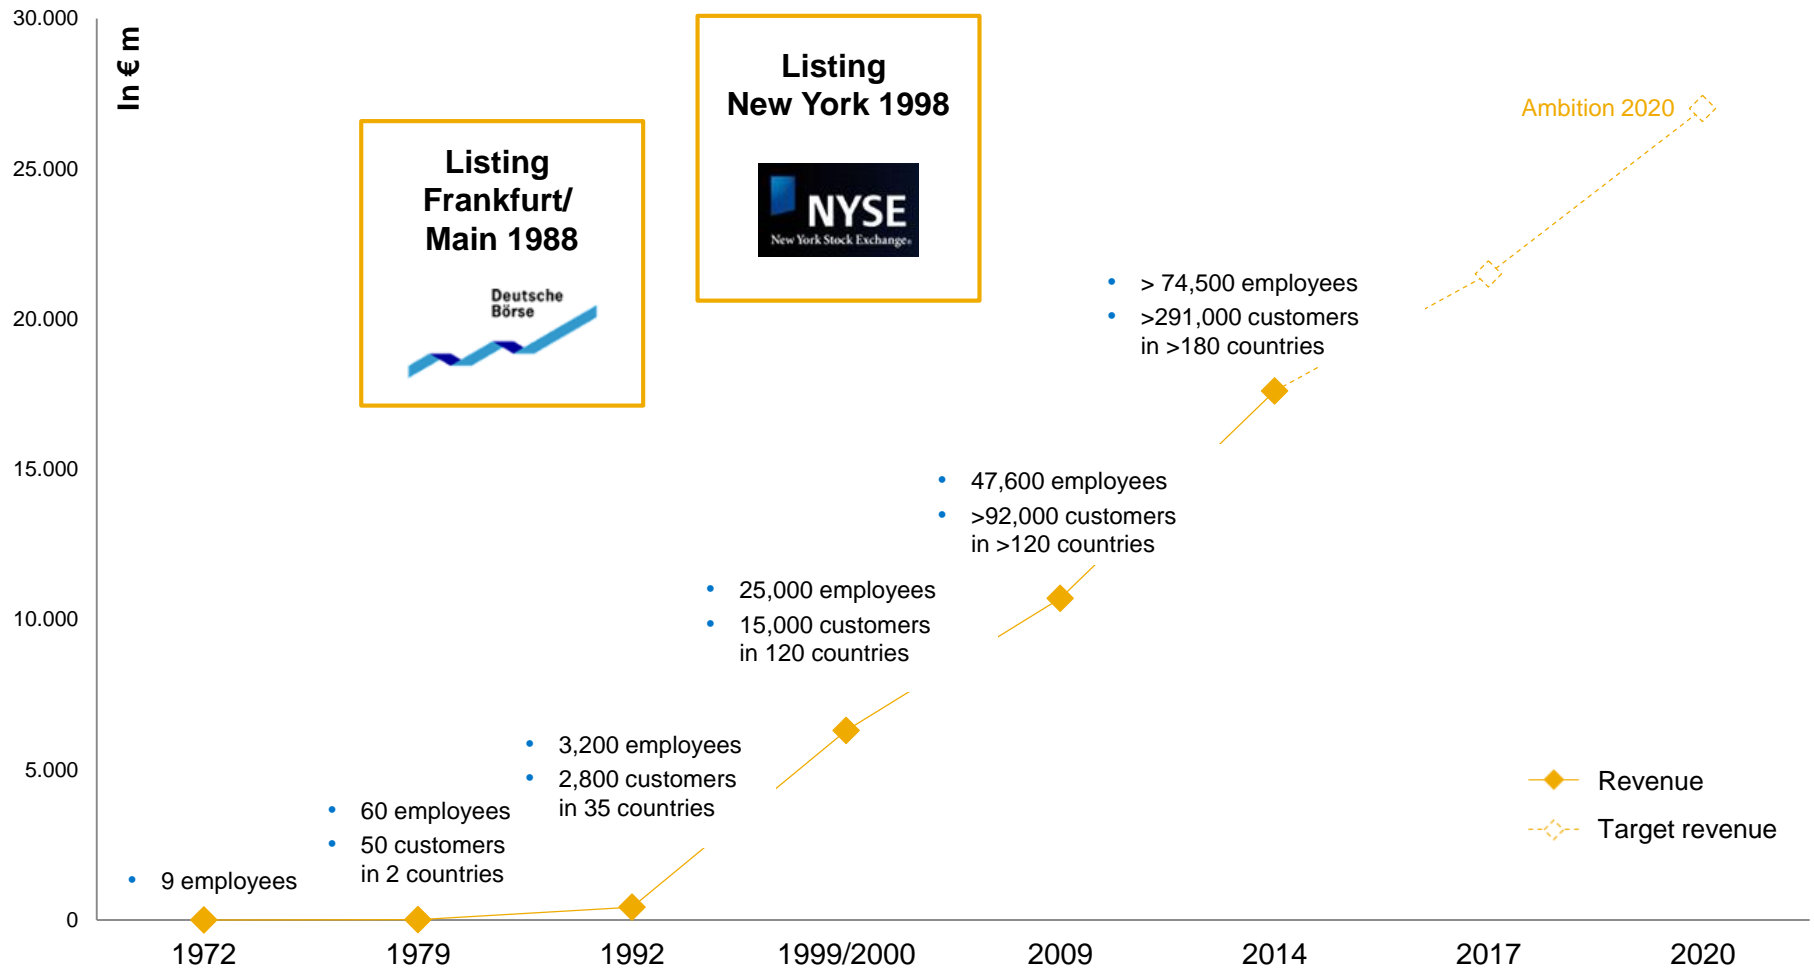 30.000
25.000
20.000
15.000
10.000
5.000
0
In € m
Listing
Frankfurt/
Main 1988
Deutsche
Börse
Listing
New York 1998
NYSE
New York Stock Exchange®
Ambition 2020
• 9 employees
• 60 employees
• 50 customers
in 2 countries
• 3,200 employees
• 2,800 customers
in 35 countries
• 25,000 employees
• 15,000 customers
in 120 countries
• 47,600 employees
• >92,000 customers
in >120 countries
• > 74,500 employees
• >291,000 customers
in >180 countries
Revenue
Target revenue
1972
1979
1992
1999/2000
2009
2014
2017
2020